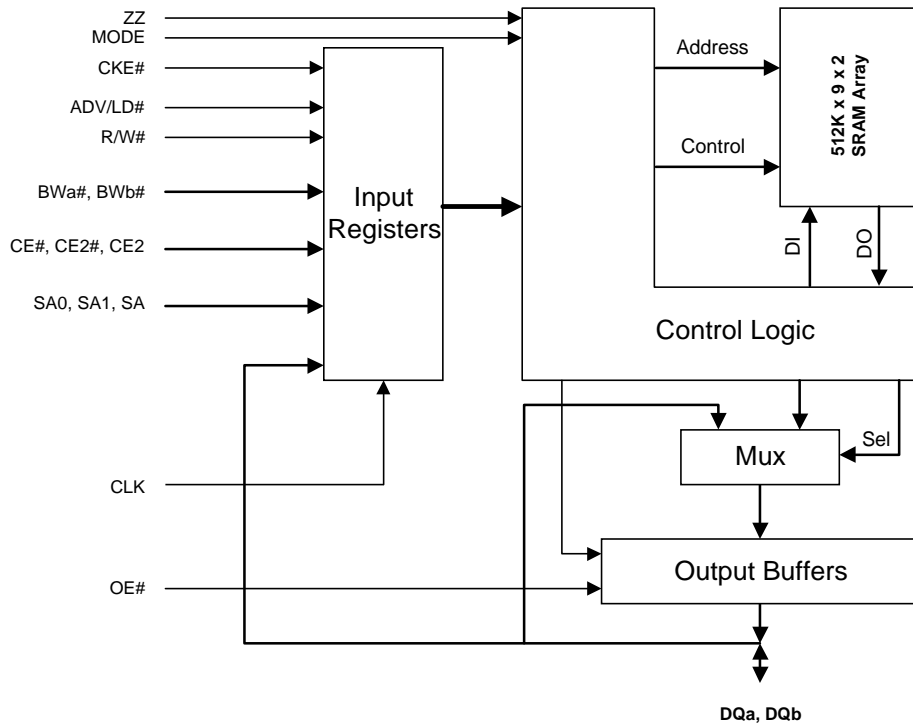 ZZ
MODE
CKE#
ADV/LD#
R/W#
BWa#, BWb#
CE#, CE2#, CE2
SA0, SA1, SA
CLK
OE#
Input
Registers
Address
Control
512K x 9 x 2
SRAM Array
DI
DO
Control Logic
Sel
Mux
Output Buffers
DQa, DQb